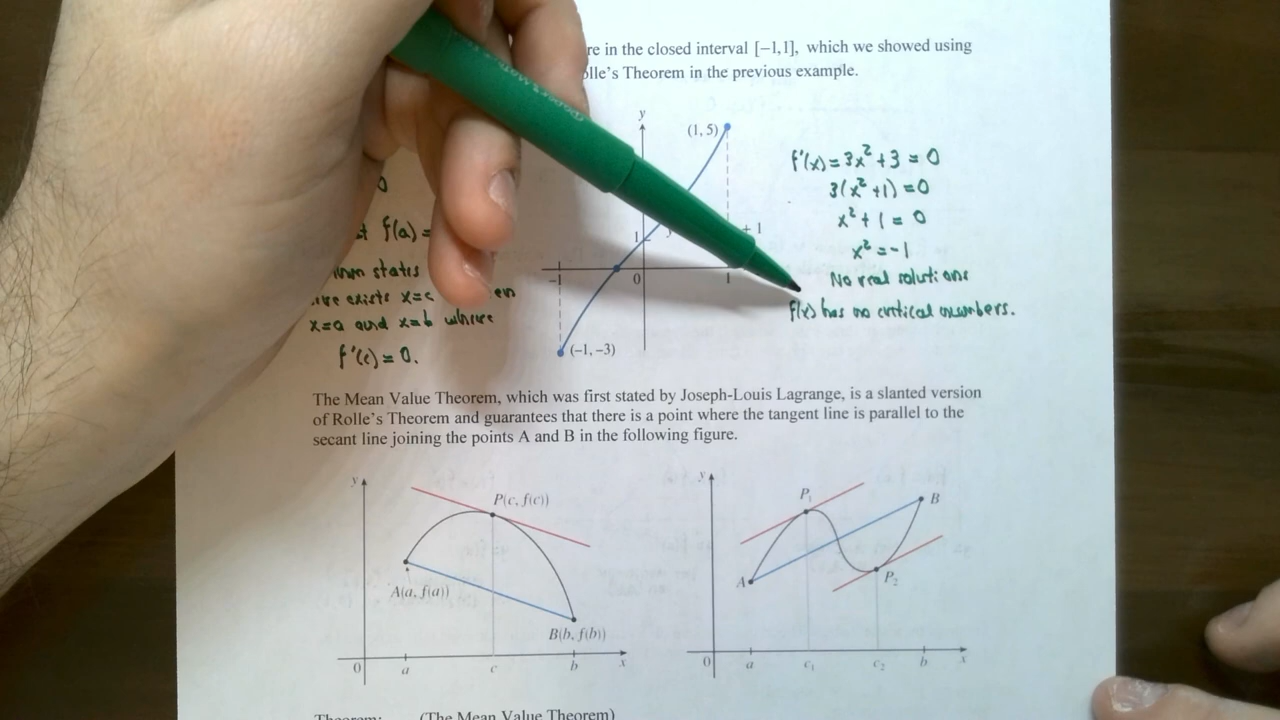 re in the closed interval [−1,1], which we showed using
olle's Theorem in the previous example.
y
(1, 5)
f'(x) = 3x² + 3 = 0
3(x² + 1) = 0
x² + 1 = 0
x² = -1
No real solutions
f(x) has no critical numbers.
0
f(a) =
states
exists x=c en
x=a and x=b where
f'(c) = 0.
1
+ 1
−1
0
1
(−1, −3)
The Mean Value Theorem, which was first stated by Joseph-Louis Lagrange, is a slanted version
of Rolle's Theorem and guarantees that there is a point where the tangent line is parallel to the
secant line joining the points A and B in the following figure.
y
P(c, f(c))
A(a, f(a))
B(b, f(b))
0
a
c
b
x
y
P₁
B
A
P₂
0
a
c₁
c₂
b
x
Theorem: (The Mean Value Theorem)